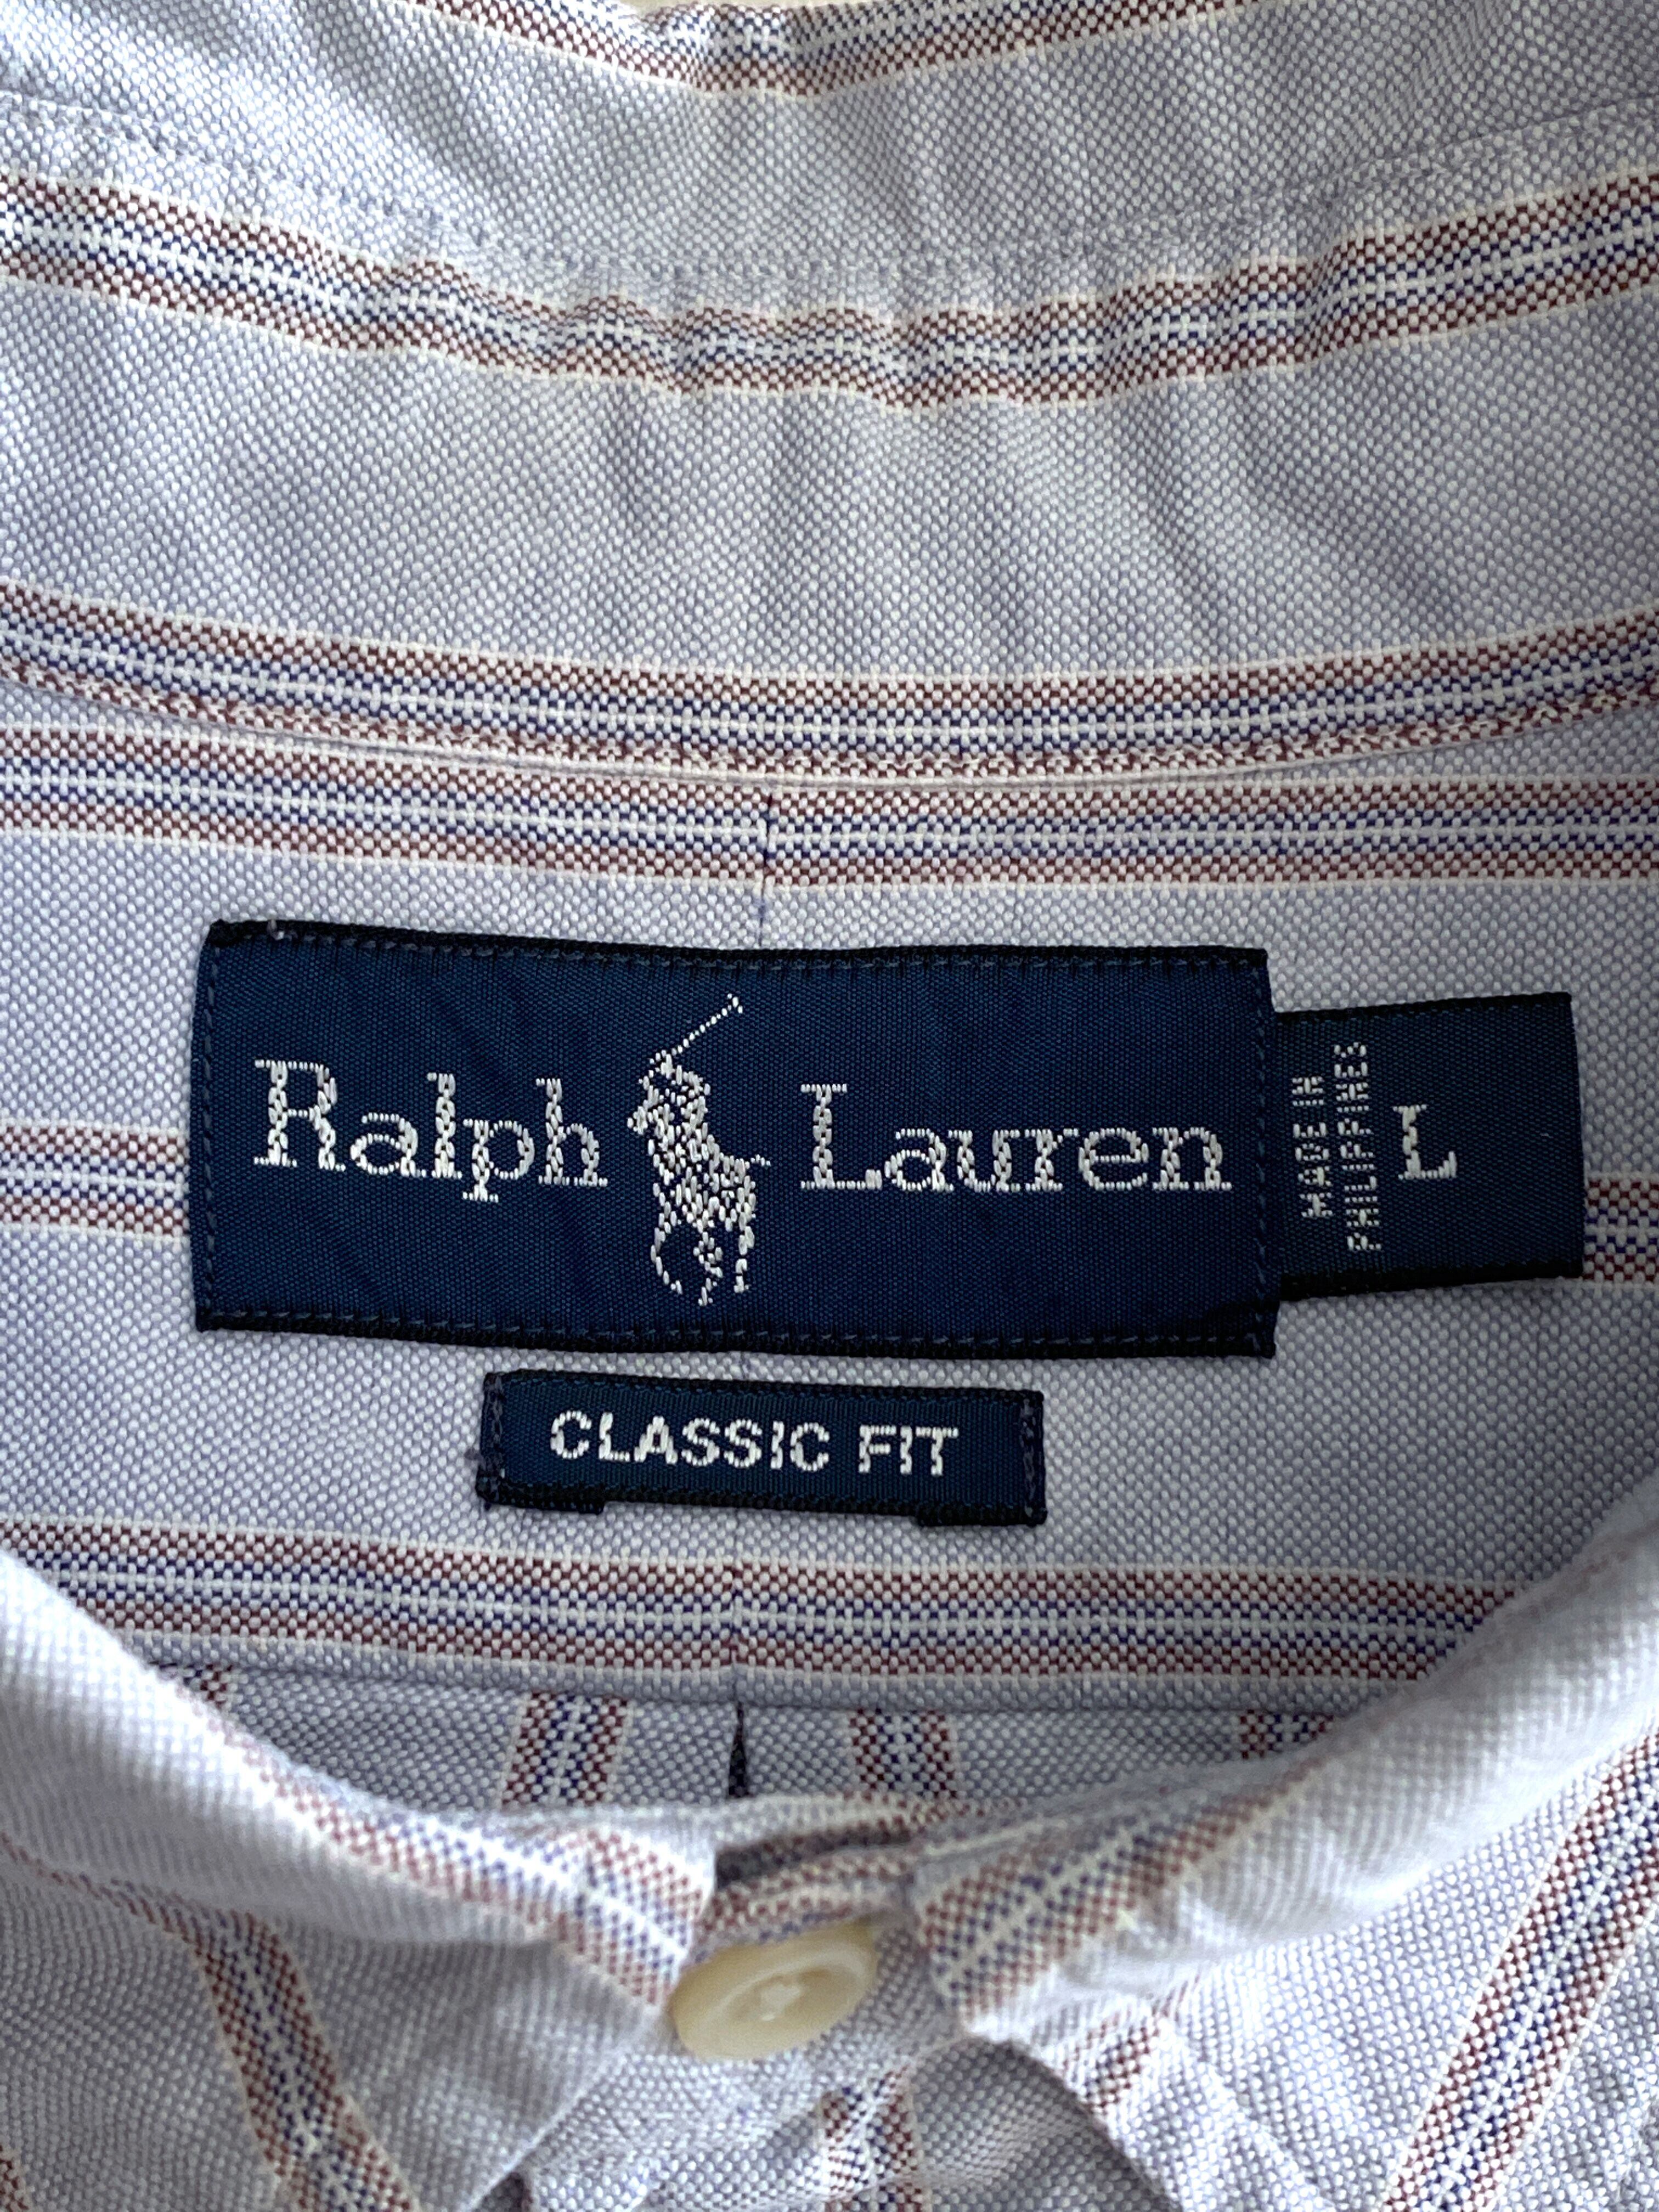 Ralph Lauren
MADE IN
PHILIPPINES
L
CLASSIC FIT